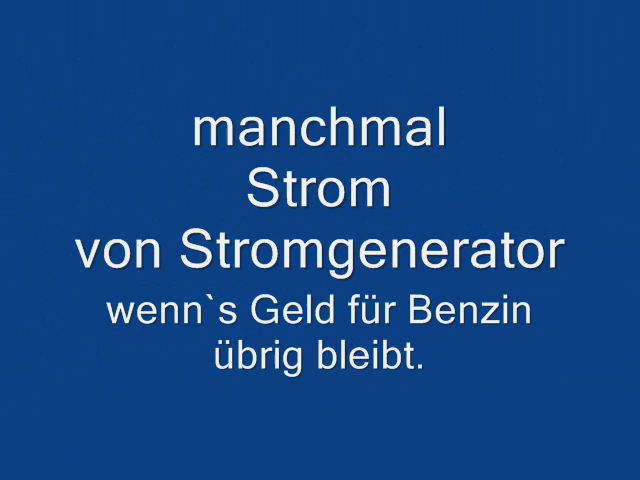 manchmal
Strom
von Stromgenerator
wenn`s Geld für Benzin
übrig bleibt.